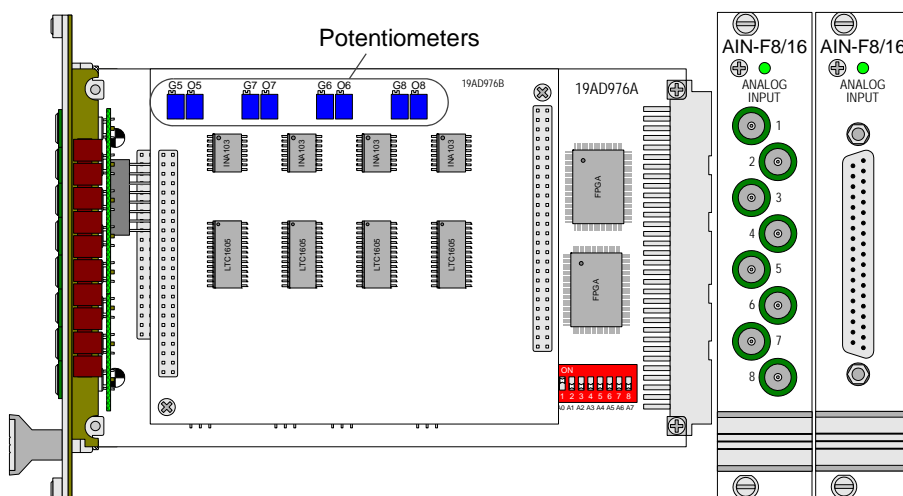 Potentiometers
G5 O5 G7 O7 G6 O6 G8 O8
19AD976B
19AD976A
INA103 INA103 INA103 INA103
LTC1605 LTC1605 LTC1605 LTC1605
FPGA
FPGA
ON
1 2 3 4 5 6 7 8
A0 A1 A2 A3 A4 A5 A6 A7
AIN-F8/16
ANALOG
INPUT
1
2
3
4
5
6
7
8
AIN-F8/16
ANALOG
INPUT